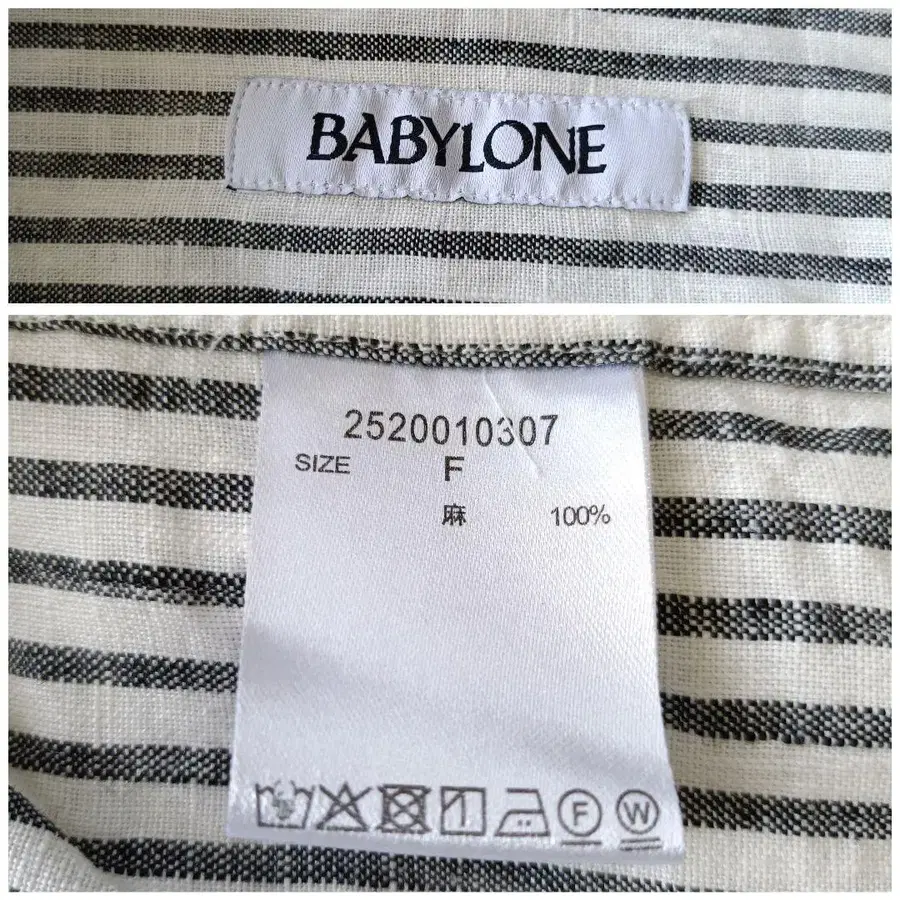 BABYLONE
2520010307
SIZE F
麻 100%
F W